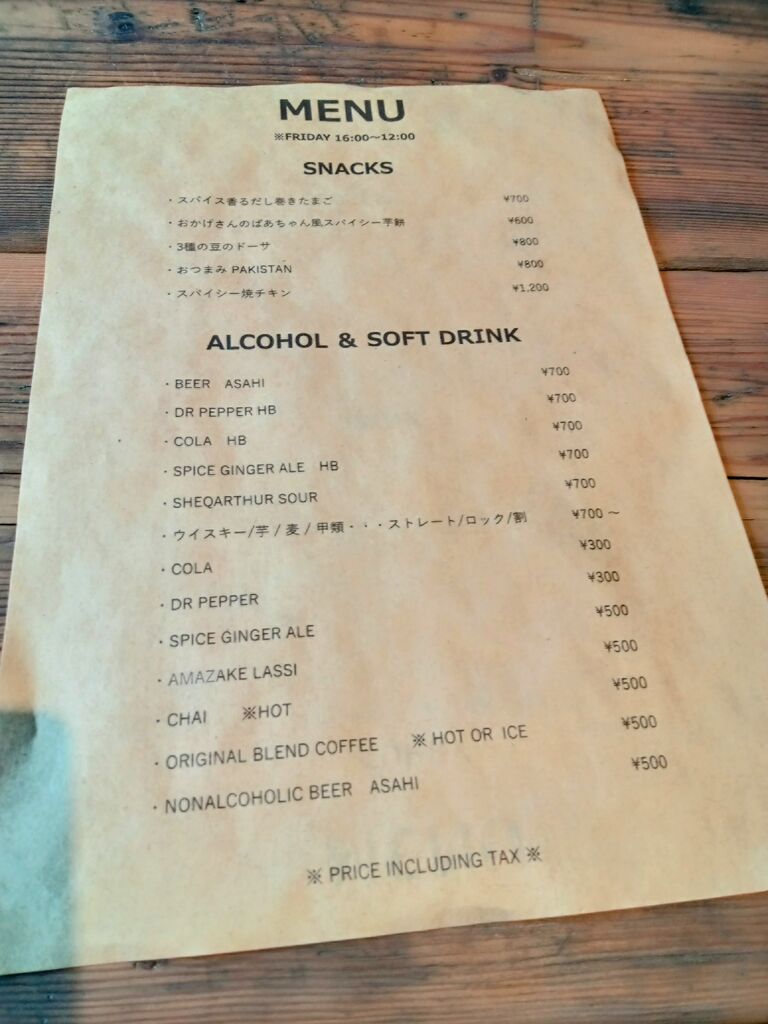 MENU
※FRIDAY 16:00～12:00
SNACKS
・スパイス香るだし巻きたまご ¥700
・おかげさんのばあちゃん風スパイシー芋餅 ¥600
・3種の豆のドーサ ¥800
・おつまみ PAKISTAN ¥800
・スパイシー焼チキン ¥1,200
ALCOHOL & SOFT DRINK
・BEER ASAHI ¥700
・DR PEPPER HB ¥700
・COLA HB ¥700
・SPICE GINGER ALE HB ¥700
・SHEQARTHUR SOUR ¥700
・ウイスキー/芋 / 麦 / 甲類・・・ストレート/ロック/割 ¥700 ～
・COLA ¥300
・DR PEPPER ¥300
・SPICE GINGER ALE ¥500
・AMAZAKE LASSI ¥500
・CHAI ※HOT ¥500
・ORIGINAL BLEND COFFEE ※ HOT OR ICE ¥500
・NONALCOHOLIC BEER ASAHI ¥500
※ PRICE INCLUDING TAX ※